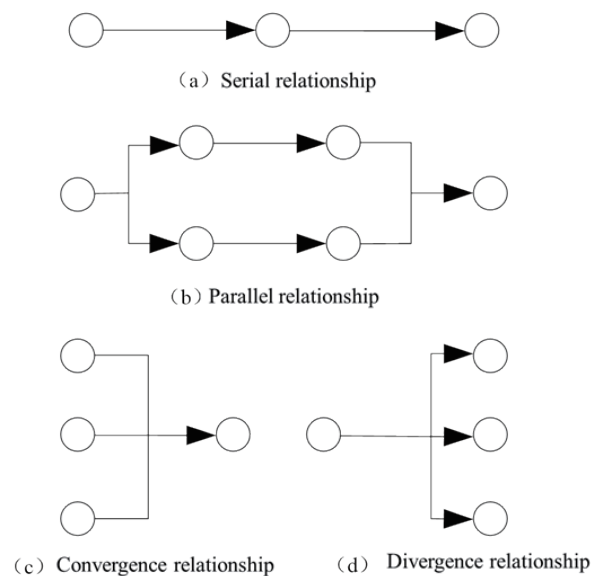 （a）Serial relationship
（b）Parallel relationship
（c）Convergence relationship
（d） Divergence relationship